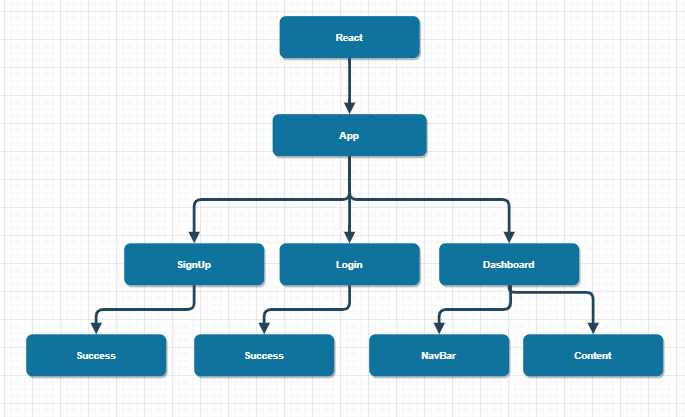 React
App
SignUp
Login
Dashboard
Success
Success
NavBar
Content